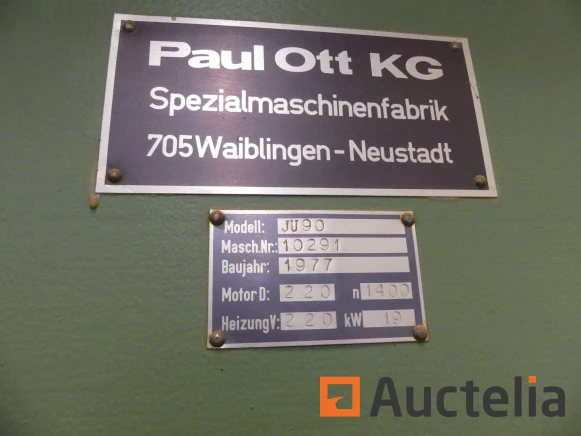 Paul Ott KG
Spezialmaschinenfabrik
705 Waiblingen-Neustadt
Modell: JU90
Masch.Nr.: 10291
Baujahr: 1977
Motor D: 220 n 1400
Heizung V: 220 kW 19
Auctelia